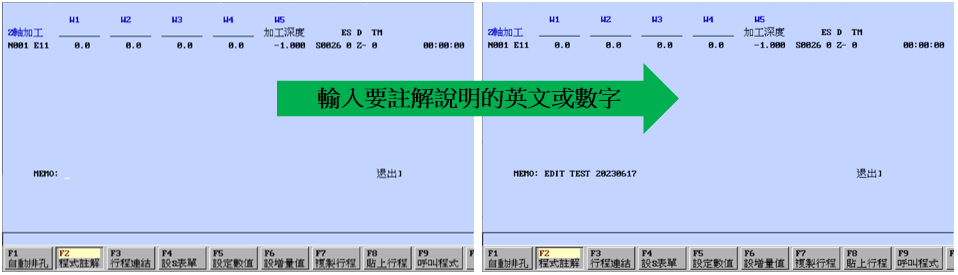 W1 W2 W3 W4 W5
Z軸加工 加工深度 ES D TM
N001 E11 0.0 0.0 0.0 0.0 -1.000 S0026 0 Z- 0 00:00:00
MEMO: _ 退出]
F1 自動排孔 F2 程式註解 F3 行程連結 F4 設S表單 F5 設定數值 F6 設增量值 F7 複製行程 F8 貼上行程 F9 呼叫程式 F
輸入要註解說明的英文或數字
W1 W2 W3 W4 W5
Z軸加工 加工深度 ES D TM
N001 E11 0.0 0.0 0.0 0.0 -1.000 S0026 0 Z- 0 00:00:00
MEMO: EDIT TEST 20230617 退出]
F1 自動排孔 F2 程式註解 F3 行程連結 F4 設S表單 F5 設定數值 F6 設增量值 F7 複製行程 F8 貼上行程 F9 呼叫程式 F